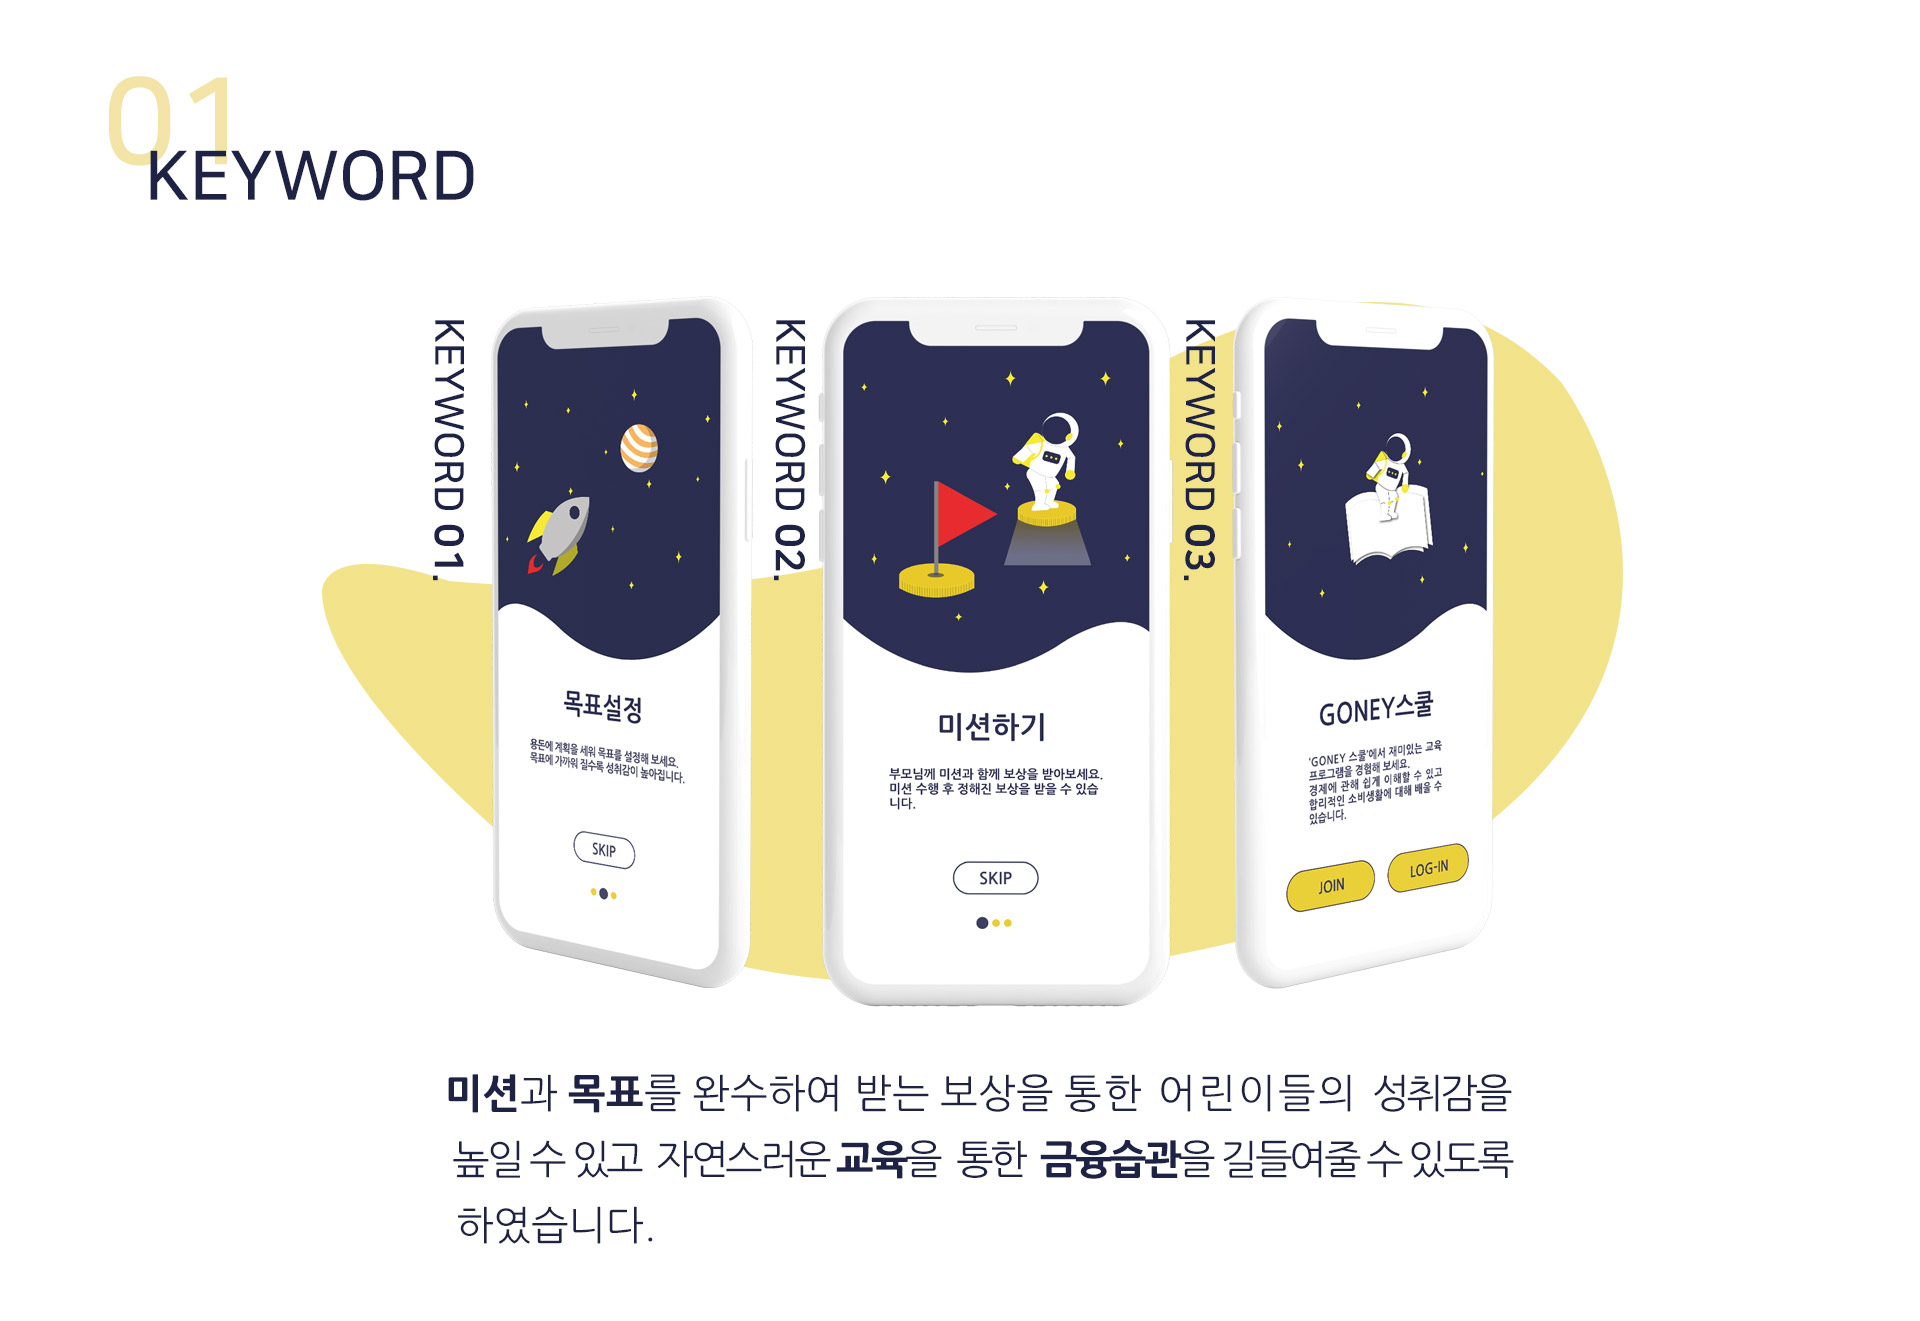 01
KEYWORD
KEYWORD 01.
목표설정
용돈에 계획을 세워 목표를 설정해 보세요.
목표에 가까워 질수록 성취감이 높아집니다.
SKIP
KEYWORD 02.
미션하기
부모님께 미션과 함께 보상을 받아보세요.
미션 수행 후 정해진 보상을 받을 수 있습
니다.
SKIP
KEYWORD 03.
GONEY스쿨
'GONEY 스쿨'에서 재미있는 교육
프로그램을 경험해 보세요.
경제에 관해 쉽게 이해할 수 있고
합리적인 소비생활에 대해 배울 수
있습니다.
JOIN
LOG-IN
미션과 목표를 완수하여 받는 보상을 통한 어린이들의 성취감을
높일 수 있고 자연스러운 교육을 통한 금융습관을 길들여줄 수 있도록
하였습니다.